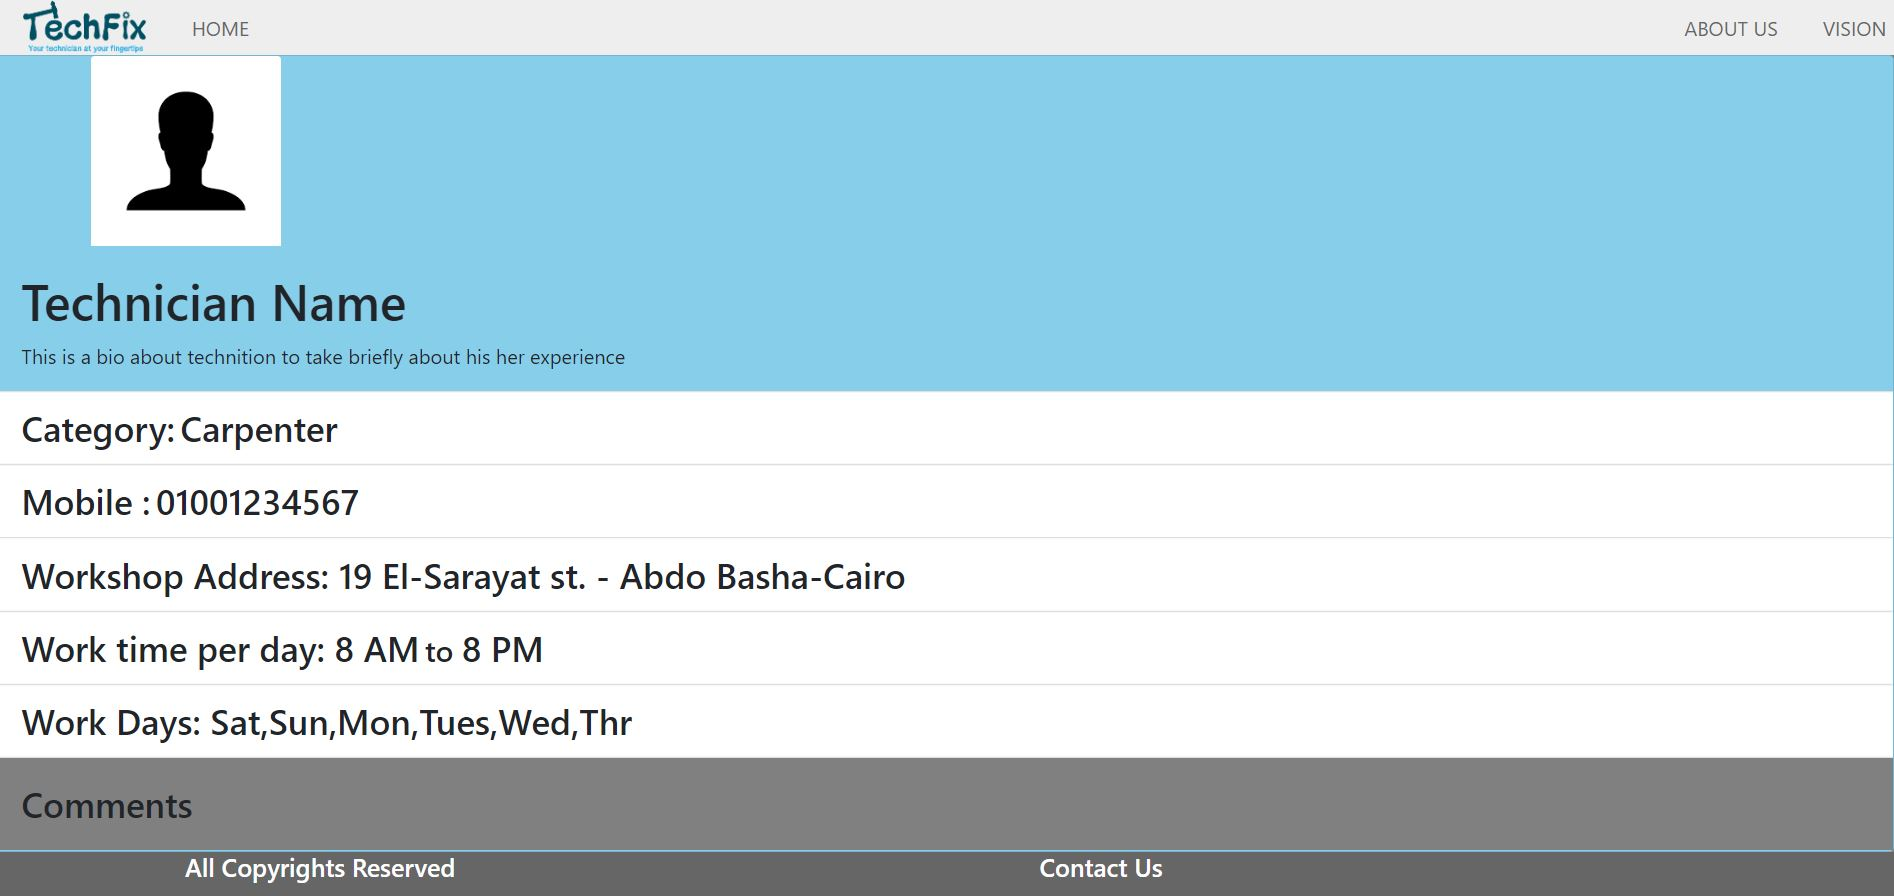 TechFix
Your technician at your fingertips
HOME
ABOUT US
VISION
Technician Name
This is a bio about technition to take briefly about his her experience
Category: Carpenter
Mobile : 01001234567
Workshop Address: 19 El-Sarayat st. - Abdo Basha-Cairo
Work time per day: 8 AM to 8 PM
Work Days: Sat,Sun,Mon,Tues,Wed,Thr
Comments
All Copyrights Reserved
Contact Us